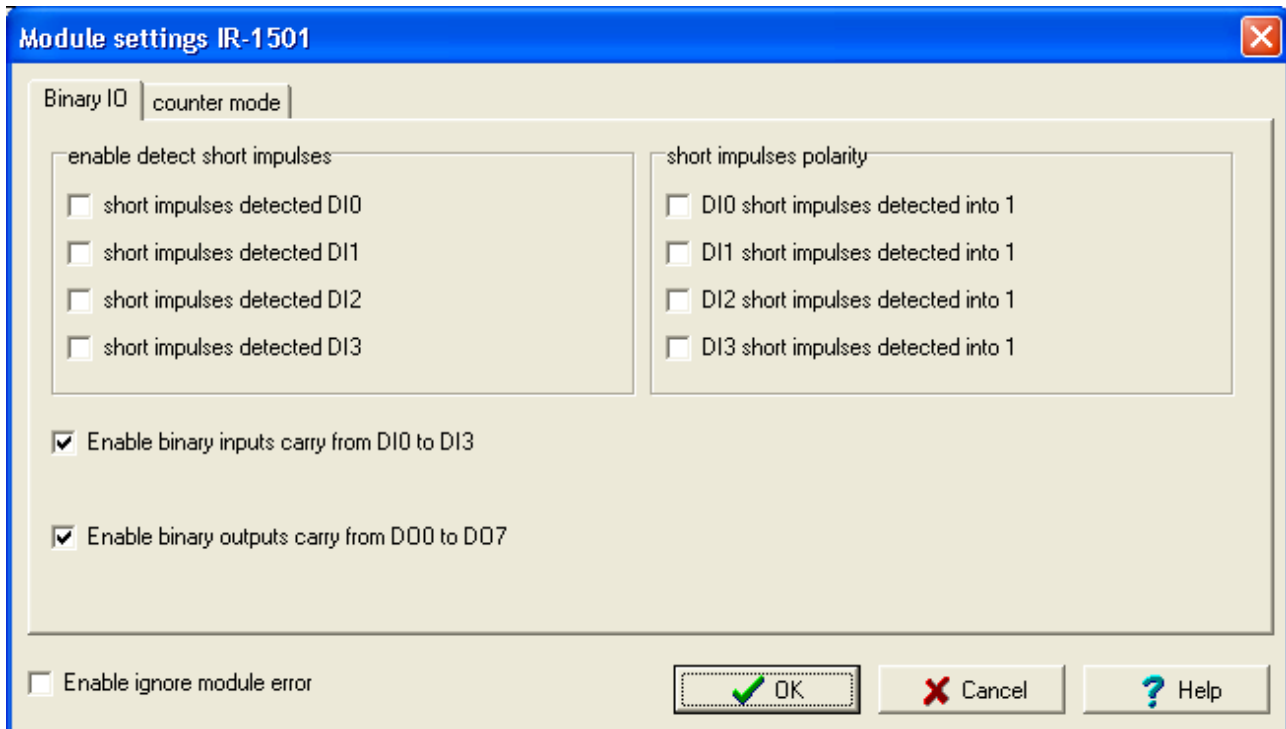 Module settings IR-1501
Binary IO
counter mode
enable detect short impulses
short impulses detected DI0
short impulses detected DI1
short impulses detected DI2
short impulses detected DI3
short impulses polarity
DI0 short impulses detected into 1
DI1 short impulses detected into 1
DI2 short impulses detected into 1
DI3 short impulses detected into 1
Enable binary inputs carry from DI0 to DI3
Enable binary outputs carry from DO0 to DO7
Enable ignore module error
OK
Cancel
? Help